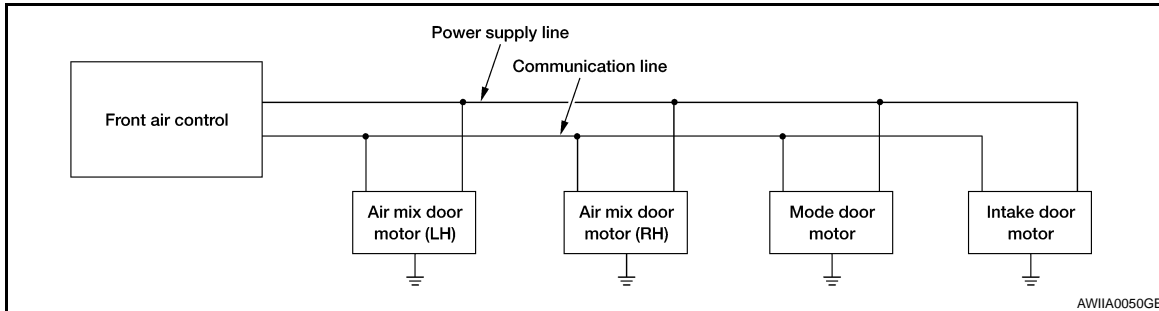 Power supply line
Communication line
Front air control
Air mix door
motor (LH)
Air mix door
motor (RH)
Mode door
motor
Intake door
motor
AWIIA0050GB